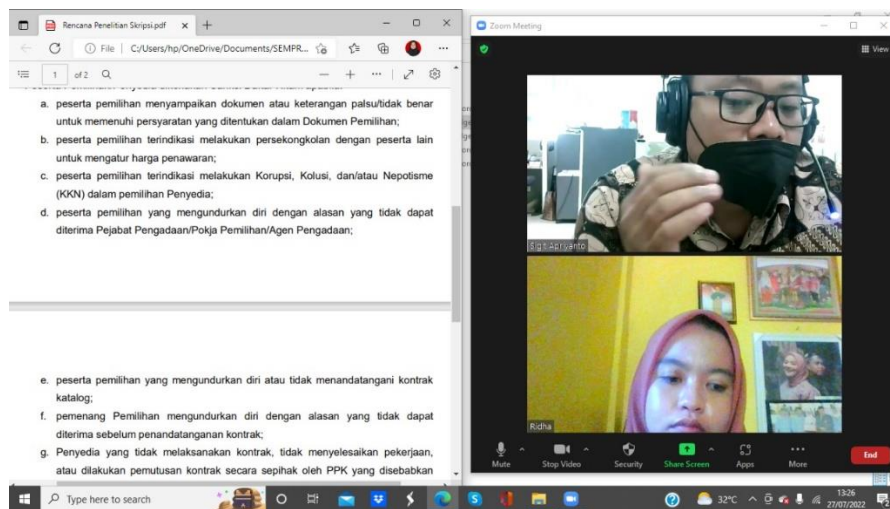 Rencana Penelitian Skripsi.pdf
File
C:/Users/hp/OneDrive/Documents/SEMPR...
1 of 2
a. peserta pemilihan menyampaikan dokumen atau keterangan palsu/tidak benar
untuk memenuhi persyaratan yang ditentukan dalam Dokumen Pemilihan;
b. peserta pemilihan terindikasi melakukan persekongkolan dengan peserta lain
untuk mengatur harga penawaran;
c. peserta pemilihan terindikasi melakukan Korupsi, Kolusi, dan/atau Nepotisme
(KKN) dalam pemilihan Penyedia;
d. peserta pemilihan yang mengundurkan diri dengan alasan yang tidak dapat
diterima Pejabat Pengadaan/Pokja Pemilihan/Agen Pengadaan;
e. peserta pemilihan yang mengundurkan diri atau tidak menandatangani kontrak
katalog;
f. pemenang Pemilihan mengundurkan diri dengan alasan yang tidak dapat
diterima sebelum penandatanganan kontrak;
g. Penyedia yang tidak melaksanakan kontrak, tidak menyelesaikan pekerjaan,
atau dilakukan pemutusan kontrak secara sepihak oleh PPK yang disebabkan
Zoom Meeting
View
Sigit Apriyanto
Ridha
Mute
Stop Video
Security
Share Screen
Apps
More
End
Type here to search
32°C
13:26
27/07/2022